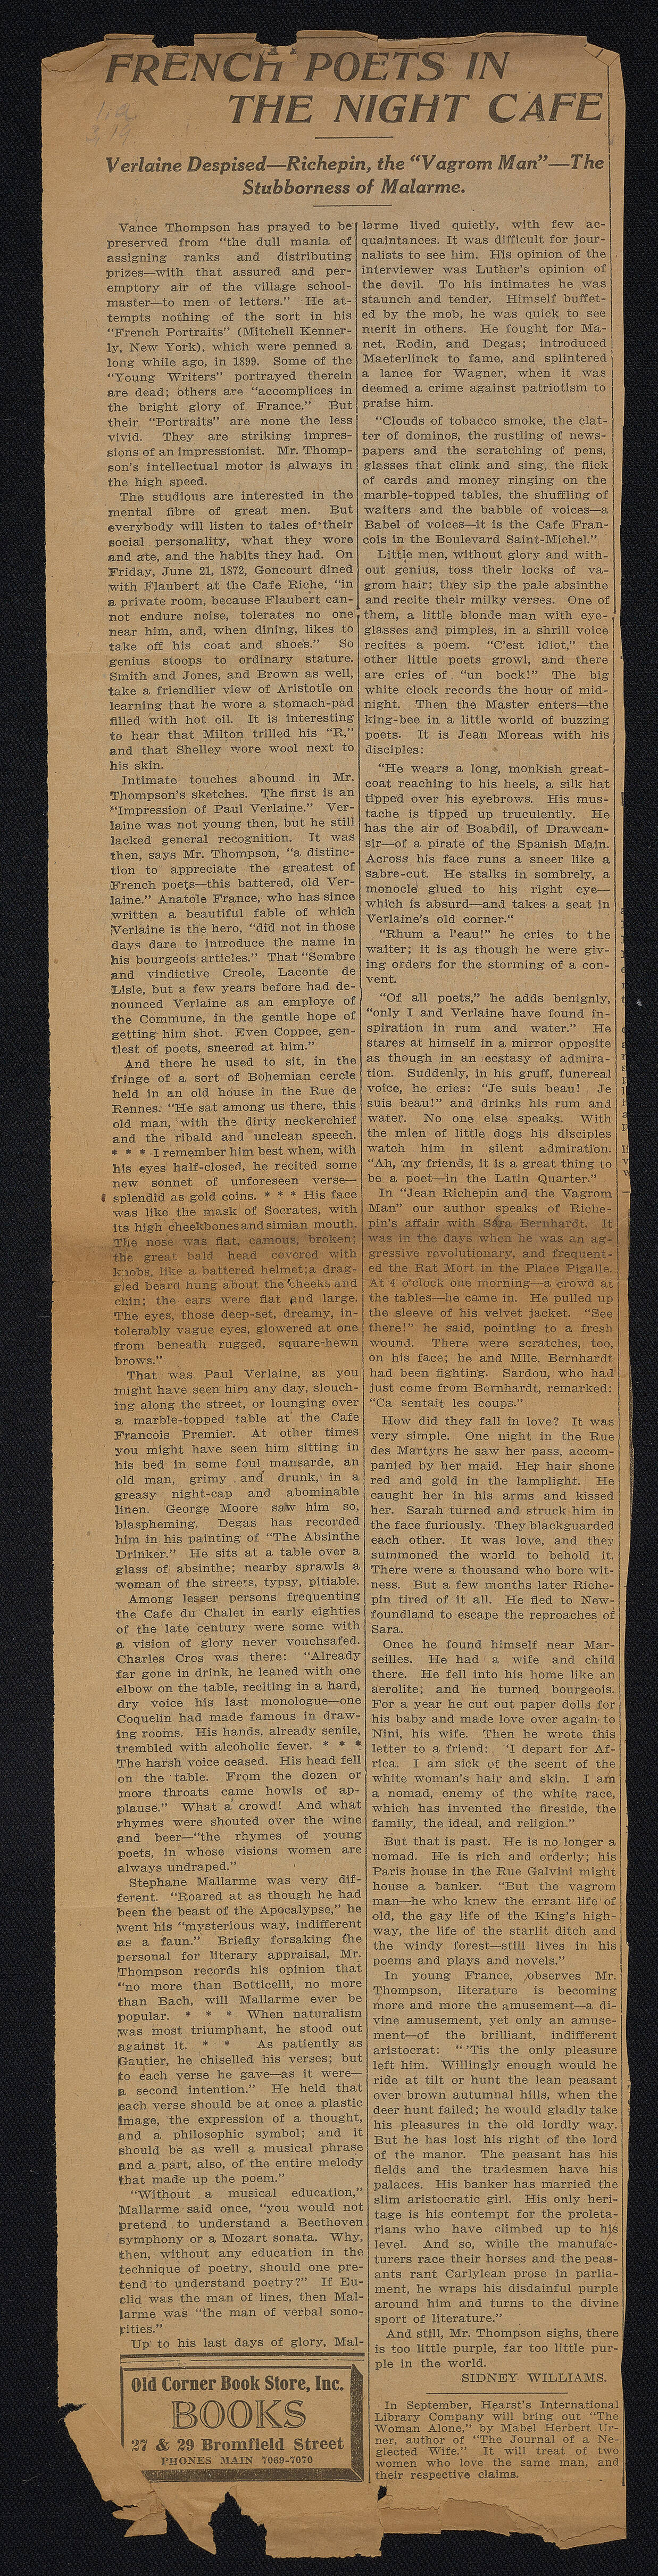 FRENCH POETS IN
THE NIGHT CAFE
Verlaine Despised—Richepin, the “Vagrom Man”—The
Stubborness of Malarme.
Vance Thompson has prayed to be
preserved from “the dull mania of
assigning ranks and distributing
prizes—with that assured and per-
emptory air of the village school-
master—to men of letters.” He at-
tempts nothing of the sort in his
“French Portraits” (Mitchell Kenner-
ly, New York), which were penned a
long while ago, in 1899. Some of the
“Young Writers” portrayed therein
are dead; others are “accomplices in
the bright glory of France.” But
their “Portraits” are none the less
vivid. They are striking impres-
sions of an impressionist. Mr. Thomp-
son's intellectual motor is always in
the high speed.
The studious are interested in the
mental fibre of great men. But
everybody will listen to tales of their
social personality, what they wore
and ate, and the habits they had. On
Friday, June 21, 1872, Goncourt dined
with Flaubert at the Cafe Riche, “in
a private room, because Flaubert can-
not endure noise, tolerates no one
near him, and, when dining, likes to
take off his coat and shoes.” So
genius stoops to ordinary stature.
Smith and Jones, and Brown as well,
take a friendlier view of Aristotle on
learning that he wore a stomach-pad
filled with hot oil. It is interesting
to hear that Milton trilled his “R,”
and that Shelley wore wool next to
his skin.
Intimate touches abound in Mr.
Thompson's sketches. The first is an
“Impression of Paul Verlaine.” Ver-
laine was not young then, but he still
lacked general recognition. It was
then, says Mr. Thompson, “a distinc-
tion to appreciate the greatest of
French poets—this battered, old Ver-
laine.” Anatole France, who has since
written a beautiful fable of which
Verlaine is the hero, “did not in those
days dare to introduce the name in
his bourgeois articles.” That “Sombre
and vindictive Creole, Laconte de
Lisle, but a few years before had de-
nounced Verlaine as an employe of
the Commune, in the gentle hope of
getting him shot. Even Coppee, gen-
tlest of poets, sneered at him.”
And there he used to sit, in the
fringe of a sort of Bohemian cercle
held in an old house in the Rue de
Rennes. “He sat among us there, this
old man, with the dirty neckerchief
and the ribald and unclean speech.
* * * I remember him best when, with
his eyes half-closed, he recited some
new sonnet of unforeseen verse—
splendid as gold coins. * * * His face
was like the mask of Socrates, with
its high cheekbones and simian mouth.
The nose was flat, camous, broken;
the great bald head covered with
knobs, like a battered helmet; a drag-
gled beard hung about the cheeks and
chin; the ears were flat and large.
The eyes, those deep-set, dreamy, in-
tolerably vague eyes, glowered at one
from beneath rugged, square-hewn
brows.”
That was Paul Verlaine, as you
might have seen him any day, slouch-
ing along the street, or lounging over
a marble-topped table at the Cafe
Francois Premier. At other times
you might have seen him sitting in
his bed in some foul mansarde, an
old man, grimy and drunk, in a
greasy night-cap and abominable
linen. George Moore saw him so,
blaspheming. Degas has recorded
him in his painting of “The Absinthe
Drinker.” He sits at a table over a
glass of absinthe; nearby sprawls a
woman of the streets, typsy, pitiable.
Among lesser persons frequenting
the Cafe du Chalet in early eighties
of the late century were some with
a vision of glory never vouchsafed.
Charles Cros was there: “Already
far gone in drink, he leaned with one
elbow on the table, reciting in a hard,
dry voice his last monologue—one
Coquelin had made famous in draw-
ing rooms. His hands, already senile,
trembled with alcoholic fever. * * *
The harsh voice ceased. His head fell
on the table. From the dozen or
more throats came howls of ap-
plause.” What a crowd! And what
rhymes were shouted over the wine
and beer—“the rhymes of young
poets, in whose visions women are
always undraped.”
Stephane Mallarme was very dif-
ferent. “Roared at as though he had
been the beast of the Apocalypse,” he
went his “mysterious way, indifferent
as a faun.” Briefly forsaking the
personal for literary appraisal, Mr.
Thompson records his opinion that
“no more than Botticelli, no more
than Bach, will Mallarme ever be
popular. * * * When naturalism
was most triumphant, he stood out
against it. * * As patiently as
Gautier, he chiselled his verses; but
to each verse he gave—as it were—
a second intention.” He held that
each verse should be at once a plastic
image, the expression of a thought,
and a philosophic symbol; and it
should be as well a musical phrase
and a part, also, of the entire melody
that made up the poem.”
“Without a musical education,”
Mallarme said once, “you would not
pretend to understand a Beethoven
symphony or a Mozart sonata. Why,
then, without any education in the
technique of poetry, should one pre-
tend to understand poetry?” If Eu-
clid was the man of lines, then Mal-
larme was “the man of verbal sono-
rities.”
Up to his last days of glory, Mal-
Old Corner Book Store, Inc.
BOOKS
27 & 29 Bromfield Street
PHONES MAIN 7069-7070
larme lived quietly, with few ac-
quaintances. It was difficult for jour-
nalists to see him. His opinion of the
interviewer was Luther's opinion of
the devil. To his intimates he was
staunch and tender. Himself buffet-
ed by the mob, he was quick to see
merit in others. He fought for Ma-
net, Rodin, and Degas; introduced
Maeterlinck to fame, and splintered
a lance for Wagner, when it was
deemed a crime against patriotism to
praise him.
“Clouds of tobacco smoke, the clat-
ter of dominos, the rustling of news-
papers and the scratching of pens,
glasses that clink and sing, the flick
of cards and money ringing on the
marble-topped tables, the shuffling of
waiters and the babble of voices—a
Babel of voices—it is the Cafe Fran-
cois in the Boulevard Saint-Michel.”
Little men, without glory and with-
out genius, toss their locks of va-
grom hair; they sip the pale absinthe
and recite their milky verses. One of
them, a little blonde man with eye-
glasses and pimples, in a shrill voice
recites a poem. “C'est idiot,” the
other little poets growl, and there
are cries of “un bock!” The big
white clock records the hour of mid-
night. Then the Master enters—the
king-bee in a little world of buzzing
poets. It is Jean Moreas with his
disciples:
“He wears a long, monkish great-
coat reaching to his heels, a silk hat
tipped over his eyebrows. His mus-
tache is tipped up truculently. He
has the air of Boabdil, of Drawcan-
sir—of a pirate of the Spanish Main.
Across his face runs a sneer like a
sabre-cut. He stalks in sombrely, a
monocle glued to his right eye—
which is absurd—and takes a seat in
Verlaine's old corner.“
“Rhum a l'eau!” he cries to the
waiter; it is as though he were giv-
ing orders for the storming of a con-
vent.
“Of all poets,” he adds benignly,
“only I and Verlaine have found in-
spiration in rum and water.” He
stares at himself in a mirror opposite
as though in an ecstasy of admira-
tion. Suddenly, in his gruff, funereal
voice, he cries: “Je suis beau! Je
suis beau!” and drinks his rum and
water. No one else speaks. With
the mien of little dogs his disciples
watch him in silent admiration.
“Ah, my friends, it is a great thing to
be a poet—in the Latin Quarter.”
In “Jean Richepin and the Vagrom
Man” our author speaks of Riche-
pin's affair with Sara Bernhardt. It
was in the days when he was an ag-
gressive revolutionary, and frequent-
ed the Rat Mort in the Place Pigalle.
At 4 o'clock one morning—a crowd at
the tables—he came in. He pulled up
the sleeve of his velvet jacket. “See
there!” he said, pointing to a fresh
wound. There were scratches, too,
on his face; he and Mlle. Bernhardt
had been fighting. Sardou, who had
just come from Bernhardt, remarked:
“Ca sentait les coups.”
How did they fall in love? It was
very simple. One night in the Rue
des Martyrs he saw her pass, accom-
panied by her maid. Her hair shone
red and gold in the lamplight. He
caught her in his arms and kissed
her. Sarah turned and struck him in
the face furiously. They blackguarded
each other. It was love, and they
summoned the world to behold it.
There were a thousand who bore wit-
ness. But a few months later Riche-
pin tired of it all. He fled to New-
foundland to escape the reproaches of
Sara.
Once he found himself near Mar-
seilles. He had a wife and child
there. He fell into his home like an
aerolite; and he turned bourgeois.
For a year he cut out paper dolls for
his baby and made love over again to
Nini, his wife. Then he wrote this
letter to a friend: “I depart for Af-
rica. I am sick of the scent of the
white woman's hair and skin. I am
a nomad, enemy of the white race,
which has invented the fireside, the
family, the ideal, and religion.”
But that is past. He is no longer a
nomad. He is rich and orderly; his
Paris house in the Rue Galvini might
house a banker. “But the vagrom
man—he who knew the errant life of
old, the gay life of the King's high-
way, the life of the starlit ditch and
the windy forest—still lives in his
poems and plays and novels.”
In young France, observes Mr.
Thompson, literature is becoming
more and more the amusement—a di-
vine amusement, yet only an amuse-
ment—of the brilliant, indifferent
aristocrat: “'Tis the only pleasure
left him. Willingly enough would he
ride at tilt or hunt the lean peasant
over brown autumnal hills, when the
deer hunt failed; he would gladly take
his pleasures in the old lordly way.
But he has lost his right of the lord
of the manor. The peasant has his
fields and the tradesmen have his
palaces. His banker has married the
slim aristocratic girl. His only heri-
tage is his contempt for the proleta-
rians who have climbed up to his
level. And so, while the manufac-
turers race their horses and the peas-
ants rant Carlylean prose in parlia-
ment, he wraps his disdainful purple
around him and turns to the divine
sport of literature.”
And still, Mr. Thompson sighs, there
is too little purple, far too little pur-
ple in the world.
SIDNEY WILLIAMS.
In September, Hearst's International
Library Company will bring out “The
Woman Alone,” by Mabel Herbert Ur-
ner, author of “The Journal of a Ne-
glected Wife.” It will treat of two
women who love the same man, and
their respective claims.